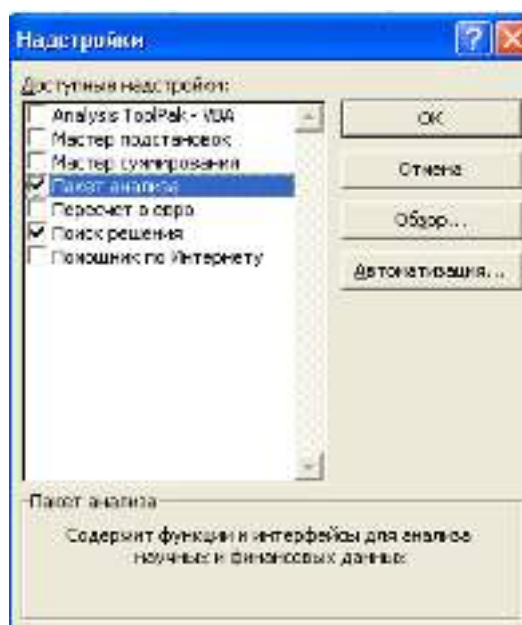 Надстройки
Доступные надстройки:
Analysis ToolPak - VBA
Мастер подстановок
Мастер суммирования
Пакет анализа
Пересчет в евро
Поиск решения
Помощник по Интернету
ОК
Отмена
Обзор...
Автоматизация...
Пакет анализа
Содержит функции и интерфейсы для анализа
научных и финансовых данных